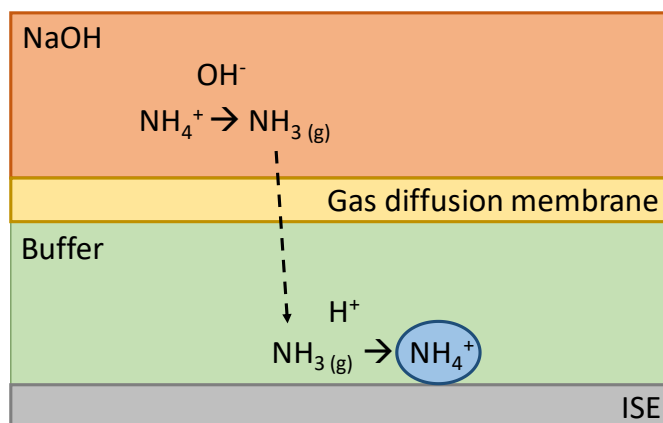 NaOH
OH⁻
NH₄⁺ → NH₃ (g)
Gas diffusion membrane
Buffer
H⁺
NH₃ (g) → NH₄⁺
ISE